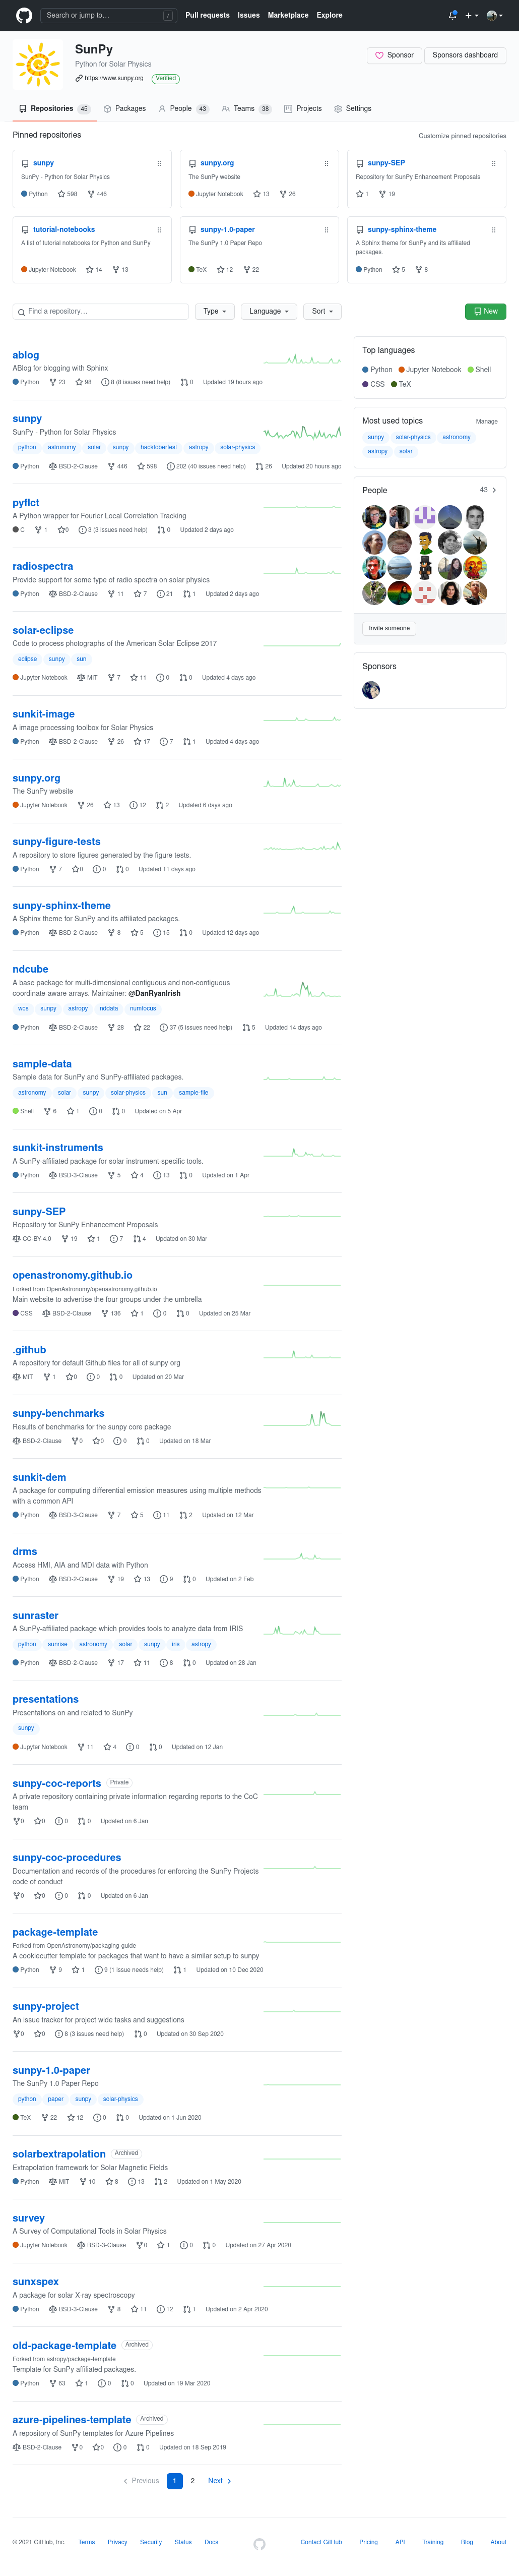 Search or jump to…
/
Pull requests Issues Marketplace Explore
SunPy
Python for Solar Physics
https://www.sunpy.org Verified
Sponsor Sponsors dashboard
Repositories 45 Packages People 43 Teams 38 Projects Settings
Pinned repositories Customize pinned repositories
sunpy
SunPy - Python for Solar Physics
Python 598 446
sunpy.org
The SunPy website
Jupyter Notebook 13 26
sunpy-SEP
Repository for SunPy Enhancement Proposals
1 19
tutorial-notebooks
A list of tutorial notebooks for Python and SunPy
Jupyter Notebook 14 13
sunpy-1.0-paper
The SunPy 1.0 Paper Repo
TeX 12 22
sunpy-sphinx-theme
A Sphinx theme for SunPy and its affiliated
packages.
Python 5 8
Find a repository… Type Language Sort New
ablog
ABlog for blogging with Sphinx
Python 23 98 8 (8 issues need help) 0 Updated 19 hours ago
sunpy
SunPy - Python for Solar Physics
python astronomy solar sunpy hacktoberfest astropy solar-physics
Python BSD-2-Clause 446 598 202 (40 issues need help) 26 Updated 20 hours ago
pyflct
A Python wrapper for Fourier Local Correlation Tracking
C 1 0 3 (3 issues need help) 0 Updated 2 days ago
radiospectra
Provide support for some type of radio spectra on solar physics
Python BSD-2-Clause 11 7 21 1 Updated 2 days ago
solar-eclipse
Code to process photographs of the American Solar Eclipse 2017
eclipse sunpy sun
Jupyter Notebook MIT 7 11 0 0 Updated 4 days ago
sunkit-image
A image processing toolbox for Solar Physics
Python BSD-2-Clause 26 17 7 1 Updated 4 days ago
sunpy.org
The SunPy website
Jupyter Notebook 26 13 12 2 Updated 6 days ago
sunpy-figure-tests
A repository to store figures generated by the figure tests.
Python 7 0 0 0 Updated 11 days ago
sunpy-sphinx-theme
A Sphinx theme for SunPy and its affiliated packages.
Python BSD-2-Clause 8 5 15 0 Updated 12 days ago
ndcube
A base package for multi-dimensional contiguous and non-contiguous
coordinate-aware arrays. Maintainer: @DanRyanIrish
wcs sunpy astropy nddata numfocus
Python BSD-2-Clause 28 22 37 (5 issues need help) 5 Updated 14 days ago
sample-data
Sample data for SunPy and SunPy-affiliated packages.
astronomy solar sunpy solar-physics sun sample-file
Shell 6 1 0 0 Updated on 5 Apr
sunkit-instruments
A SunPy-affiliated package for solar instrument-specific tools.
Python BSD-3-Clause 5 4 13 0 Updated on 1 Apr
sunpy-SEP
Repository for SunPy Enhancement Proposals
CC-BY-4.0 19 1 7 4 Updated on 30 Mar
openastronomy.github.io
Forked from OpenAstronomy/openastronomy.github.io
Main website to advertise the four groups under the umbrella
CSS BSD-2-Clause 136 1 0 0 Updated on 25 Mar
.github
A repository for default Github files for all of sunpy org
MIT 1 0 0 0 Updated on 20 Mar
sunpy-benchmarks
Results of benchmarks for the sunpy core package
BSD-2-Clause 0 0 0 0 Updated on 18 Mar
sunkit-dem
A package for computing differential emission measures using multiple methods
with a common API
Python BSD-3-Clause 7 5 11 2 Updated on 12 Mar
drms
Access HMI, AIA and MDI data with Python
Python BSD-2-Clause 19 13 9 0 Updated on 2 Feb
sunraster
A SunPy-affiliated package which provides tools to analyze data from IRIS
python sunrise astronomy solar sunpy iris astropy
Python BSD-2-Clause 17 11 8 0 Updated on 28 Jan
presentations
Presentations on and related to SunPy
sunpy
Jupyter Notebook 11 4 0 0 Updated on 12 Jan
sunpy-coc-reports Private
A private repository containing private information regarding reports to the CoC
team
0 0 0 0 Updated on 6 Jan
sunpy-coc-procedures
Documentation and records of the procedures for enforcing the SunPy Projects
code of conduct
0 0 0 0 Updated on 6 Jan
package-template
Forked from OpenAstronomy/packaging-guide
A cookiecutter template for packages that want to have a similar setup to sunpy
Python 9 1 9 (1 issue needs help) 1 Updated on 10 Dec 2020
sunpy-project
An issue tracker for project wide tasks and suggestions
0 0 8 (3 issues need help) 0 Updated on 30 Sep 2020
sunpy-1.0-paper
The SunPy 1.0 Paper Repo
python paper sunpy solar-physics
TeX 22 12 0 0 Updated on 1 Jun 2020
solarbextrapolation Archived
Extrapolation framework for Solar Magnetic Fields
Python MIT 10 8 13 2 Updated on 1 May 2020
survey
A Survey of Computational Tools in Solar Physics
Jupyter Notebook BSD-3-Clause 0 1 0 0 Updated on 27 Apr 2020
sunxspex
A package for solar X-ray spectroscopy
Python BSD-3-Clause 8 11 12 1 Updated on 2 Apr 2020
old-package-template Archived
Forked from astropy/package-template
Template for SunPy affiliated packages.
Python 63 1 0 0 Updated on 19 Mar 2020
azure-pipelines-template Archived
A repository of SunPy templates for Azure Pipelines
BSD-2-Clause 0 0 0 0 Updated on 18 Sep 2019
Previous 1 2 Next
Top languages
Python Jupyter Notebook Shell
CSS TeX
Most used topics Manage
sunpy solar-physics astronomy
astropy solar
People 43
Invite someone
Sponsors
© 2021 GitHub, Inc. Terms Privacy Security Status Docs Contact GitHub Pricing API Training Blog About